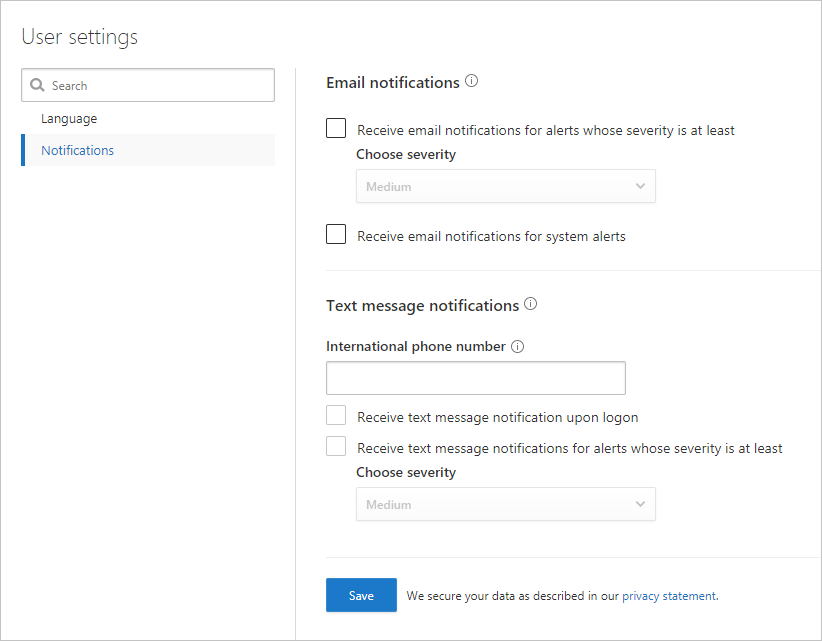 User settings
Search
Language
Notifications
Email notifications
Receive email notifications for alerts whose severity is at least
Choose severity
Medium
Receive email notifications for system alerts
Text message notifications
International phone number
Receive text message notification upon logon
Receive text message notifications for alerts whose severity is at least
Choose severity
Medium
Save We secure your data as described in our privacy statement.